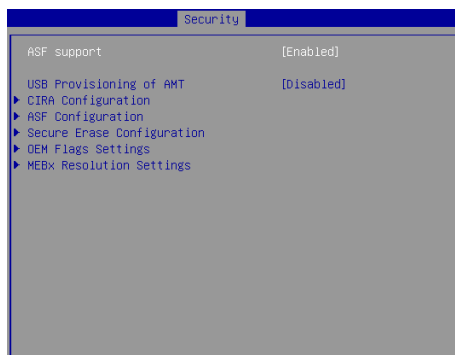 Security
ASF support [Enabled]
USB Provisioning of AMT [Disabled]
CIRA Configuration
ASF Configuration
Secure Erase Configuration
OEM Flags Settings
MEBx Resolution Settings